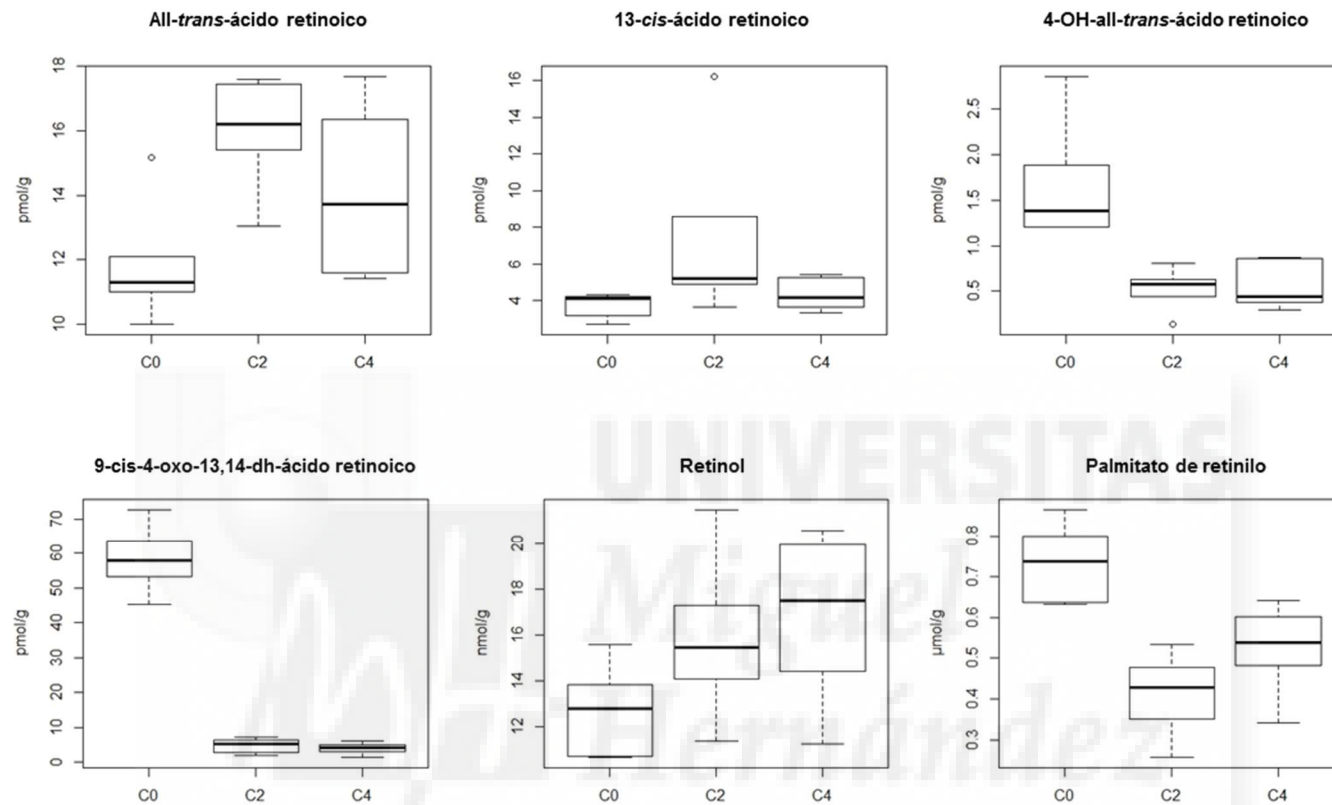 All-trans-ácido retinoico
18
16
14
12
10
pmol/g
C0 C2 C4
13-cis-ácido retinoico
16
14
12
10
8
6
4
pmol/g
C0 C2 C4
4-OH-all-trans-ácido retinoico
2.5
2.0
1.5
1.0
0.5
pmol/g
C0 C2 C4
9-cis-4-oxo-13,14-dh-ácido retinoico
70
60
50
40
30
20
10
0
pmol/g
C0 C2 C4
Retinol
20
18
16
14
12
nmol/g
C0 C2 C4
Palmitato de retinilo
0.8
0.7
0.6
0.5
0.4
0.3
μmol/g
C0 C2 C4
UNIVERSITAS
Miguel
Hernández